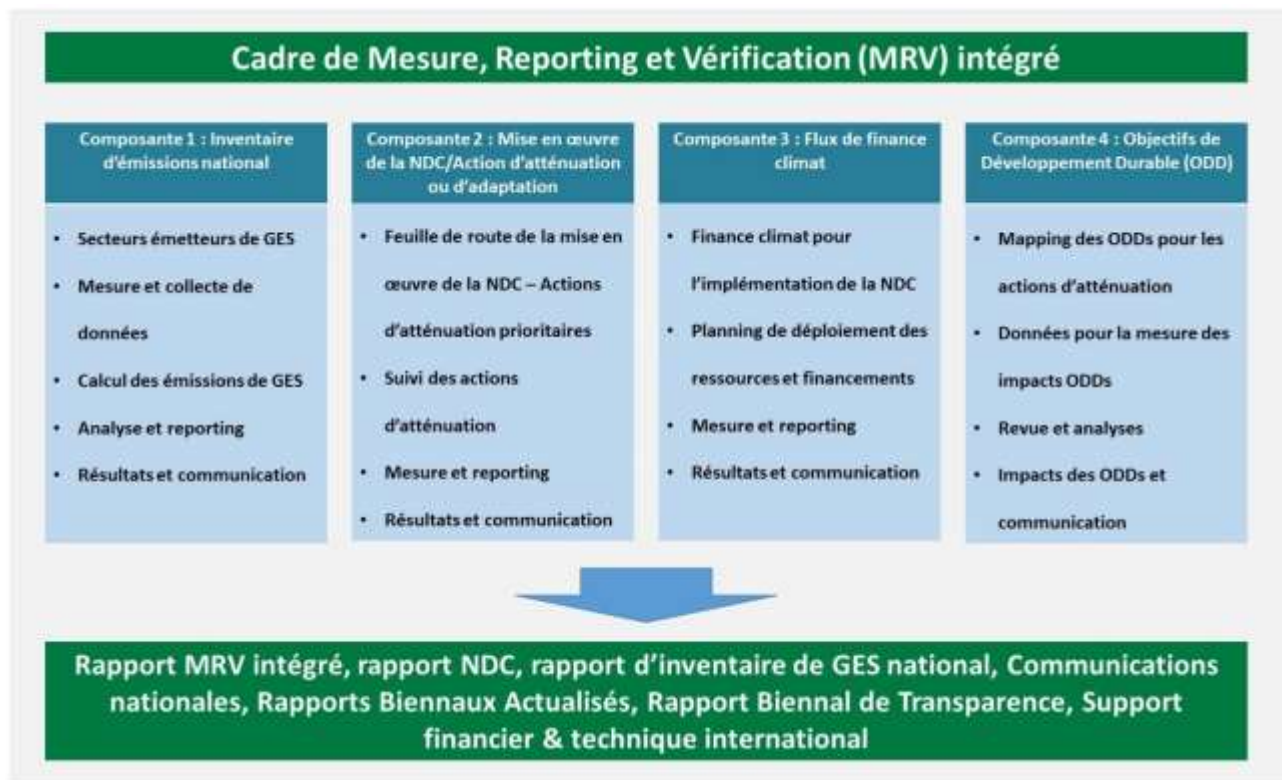 Cadre de Mesure, Reporting et Vérification (MRV) intégré
Composante 1 : Inventaire
d'émissions national
• Secteurs émetteurs de GES
• Mesure et collecte de
données
• Calcul des émissions de GES
• Analyse et reporting
• Résultats et communication
Composante 2 : Mise en œuvre
de la NDC/Action d'atténuation
ou d'adaptation
• Feuille de route de la mise en
œuvre de la NDC – Actions
d'atténuation prioritaires
• Suivi des actions
d'atténuation
• Mesure et reporting
• Résultats et communication
Composante 3 : Flux de finance
climat
• Finance climat pour
l'implémentation de la NDC
• Planning de déploiement des
ressources et financements
• Mesure et reporting
• Résultats et communication
Composante 4 : Objectifs de
Développement Durable (ODD)
• Mapping des ODDs pour les
actions d'atténuation
• Données pour la mesure des
impacts ODDs
• Revue et analyses
• Impacts des ODDs et
communication
Rapport MRV intégré, rapport NDC, rapport d'inventaire de GES national, Communications
nationales, Rapports Biennaux Actualisés, Rapport Biennal de Transparence, Support
financier & technique international